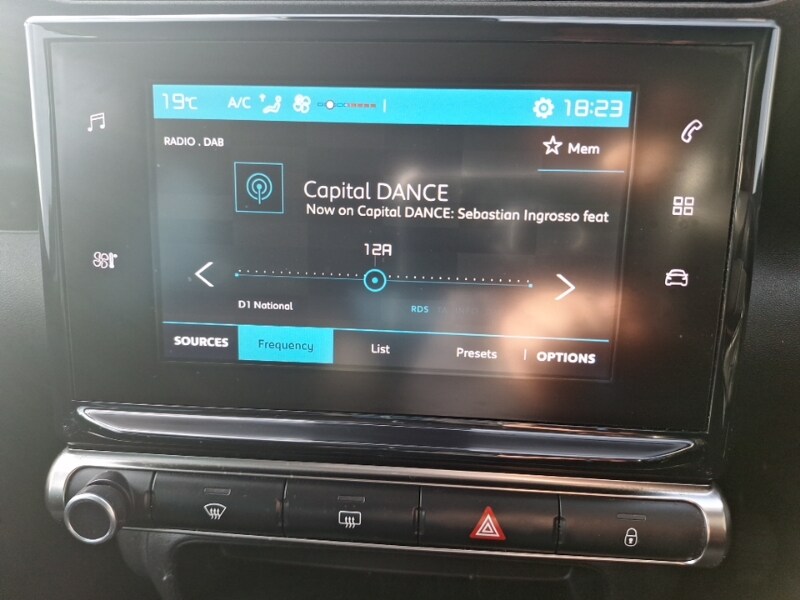 19°C A/C 18:23
RADIO . DAB
Mem
Capital DANCE
Now on Capital DANCE: Sebastian Ingrosso feat
12A
D1 National
RDS
SOURCES Frequency List Presets OPTIONS